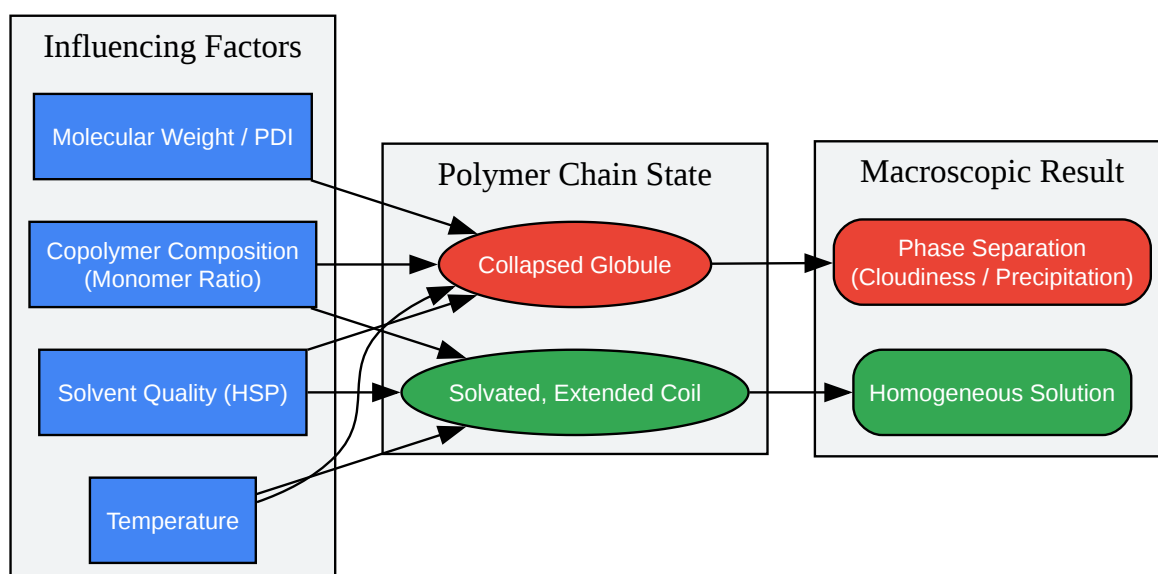 Influencing Factors
Molecular Weight / PDI
Copolymer Composition
(Monomer Ratio)
Solvent Quality (HSP)
Temperature
Polymer Chain State
Collapsed Globule
Solvated, Extended Coil
Macroscopic Result
Phase Separation
(Cloudiness / Precipitation)
Homogeneous Solution